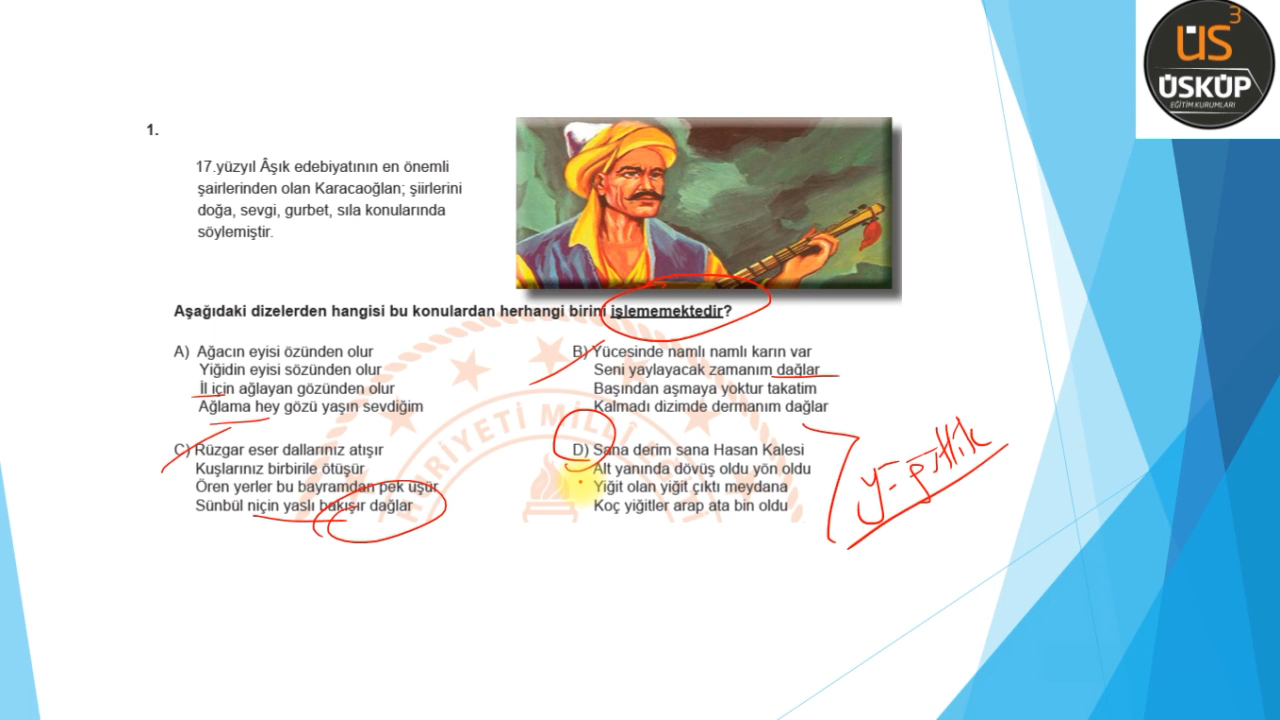 ÜS3
ÜSKÜP
EĞİTİM KURUMLARI
1.
17.yüzyıl Âşık edebiyatının en önemli
şairlerinden olan Karacaoğlan; şiirlerini
doğa, sevgi, gurbet, sıla konularında
söylemiştir.
Aşağıdaki dizelerden hangisi bu konulardan herhangi birini işlememektedir?
A) Ağacın eyisi özünden olur
Yiğidin eyisi sözünden olur
İl için ağlayan gözünden olur
Ağlama hey gözü yaşın sevdiğim
B) Yücesinde namlı namlı karın var
Seni yaylayacak zamanım dağlar
Başından aşmaya yoktur takatim
Kalmadı dizimde dermanım dağlar
C) Rüzgar eser dallarınız atışır
Kuşlarınız birbirile ötüşür
Ören yerler bu bayramdan pek üşür
Sünbül niçin yaslı bakışır dağlar
D) Sana derim sana Hasan Kalesi
Alt yanında dövüş oldu yön oldu
Yiğit olan yiğit çıktı meydana
Koç yiğitler arap ata bin oldu